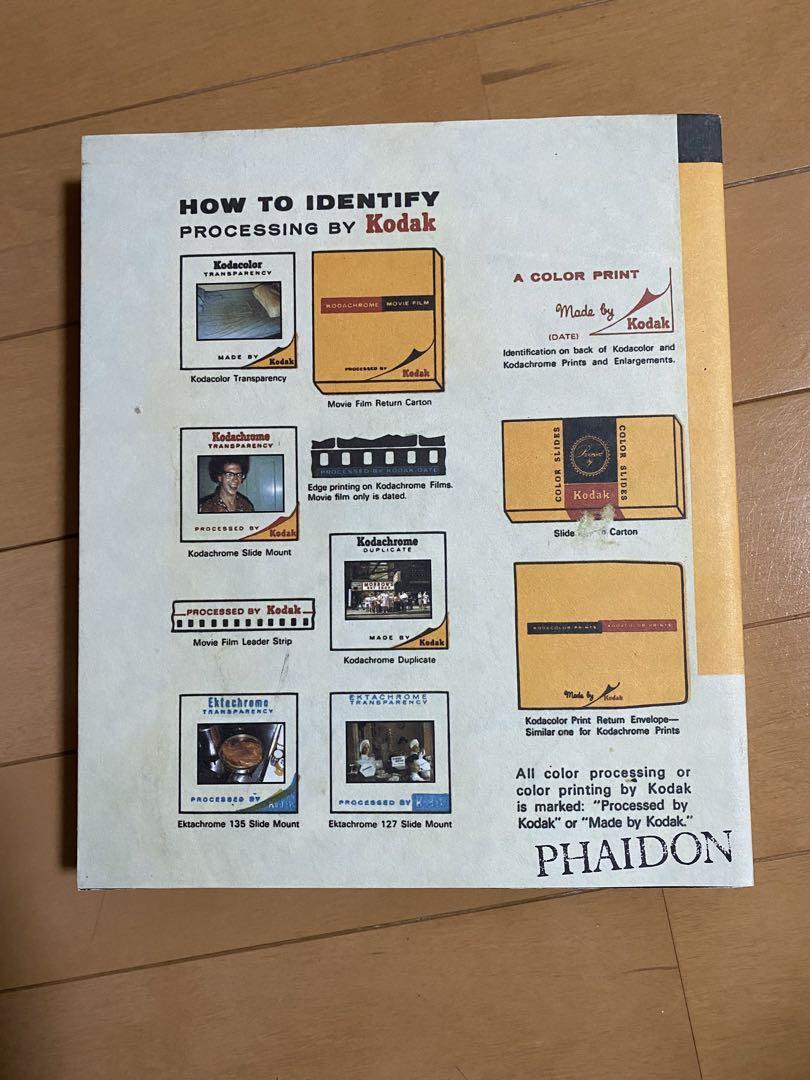 HOW TO IDENTIFY
PROCESSING BY Kodak
Kodacolor
TRANSPARENCY
MADE BY Kodak
Kodacolor Transparency
KODACHROME MOVIE FILM
PROCESSED BY Kodak
Movie Film Return Carton
A COLOR PRINT
Made by
Kodak
(DATE)
Identification on back of Kodacolor and
Kodachrome Prints and Enlargements.
Kodachrome
TRANSPARENCY
PROCESSED BY Kodak
Kodachrome Slide Mount
PROCESSED BY KODAK DATE
Edge printing on Kodachrome Films.
Movie film only is dated.
COLOR SLIDES
Processed
by
Kodak
COLOR SLIDES
Slide Carton
Kodachrome
DUPLICATE
MADE BY Kodak
Kodachrome Duplicate
PROCESSED BY Kodak
Movie Film Leader Strip
KODACOLOR PRINTS KODACOLOR PRINTS
Made by Kodak
Kodacolor Print Return Envelope—
Similar one for Kodachrome Prints
Ektachrome
TRANSPARENCY
PROCESSED BY Kodak
Ektachrome 135 Slide Mount
EKTACHROME
TRANSPARENCY
PROCESSED BY Kodak
Ektachrome 127 Slide Mount
All color processing or
color printing by Kodak
is marked: “Processed by
Kodak” or “Made by Kodak.”
PHAIDON